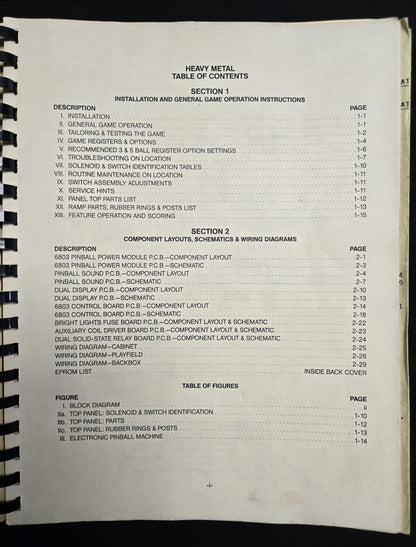 HEAVY METAL
TABLE OF CONTENTS
SECTION 1
INSTALLATION AND GENERAL GAME OPERATION INSTRUCTIONS
DESCRIPTION PAGE
I. INSTALLATION 1-1
II. GENERAL GAME OPERATION 1-1
III. TAILORING & TESTING THE GAME 1-2
IV. GAME REGISTERS & OPTIONS 1-4
V. RECOMMENDED 3 & 5 BALL REGISTER OPTION SETTINGS 1-6
VI. TROUBLESHOOTING ON LOCATION 1-7
VII. SOLENOID & SWITCH IDENTIFICATION TABLES 1-10
VIII. ROUTINE MAINTENANCE ON LOCATION 1-11
IX. SWITCH ASSEMBLY ADJUSTMENTS 1-11
X. SERVICE HINTS 1-11
XI. PANEL TOP PARTS LIST 1-12
XII. RAMP PARTS, RUBBER RINGS & POSTS LIST 1-13
XIII. FEATURE OPERATION AND SCORING 1-15
SECTION 2
COMPONENT LAYOUTS, SCHEMATICS & WIRING DIAGRAMS
DESCRIPTION PAGE
6803 PINBALL POWER MODULE P.C.B.—COMPONENT LAYOUT 2-1
6803 PINBALL POWER MODULE P.C.B.—SCHEMATIC 2-3
PINBALL SOUND P.C.B.—COMPONENT LAYOUT 2-4
PINBALL SOUND P.C.B.—SCHEMATIC 2-7
DUAL DISPLAY P.C.B.—COMPONENT LAYOUT 2-10
DUAL DISPLAY P.C.B.—SCHEMATIC 2-13
6803 CONTROL BOARD P.C.B.—COMPONENT LAYOUT 2-14
6803 CONTROL BOARD P.C.B.—SCHEMATIC 2-18
BRIGHT LIGHTS FUSE BOARD P.C.B.—COMPONENT LAYOUT & SCHEMATIC 2-22
AUXILIARY COIL DRIVER BOARD P.C.B.—COMPONENT LAYOUT & SCHEMATIC 2-23
DUAL SOLID-STATE RELAY BOARD P.C.B.—COMPONENT LAYOUT & SCHEMATIC 2-24
WIRING DIAGRAM—CABINET 2-25
WIRING DIAGRAM—PLAYFIELD 2-26
WIRING DIAGRAM—BACKBOX 2-29
EPROM LIST INSIDE BACK COVER
TABLE OF FIGURES
FIGURE PAGE
I. BLOCK DIAGRAM ii
IIa. TOP PANEL: SOLENOID & SWITCH IDENTIFICATION 1-10
IIb. TOP PANEL: PARTS 1-12
IIc. TOP PANEL: RUBBER RINGS & POSTS 1-13
III. ELECTRONIC PINBALL MACHINE 1-14
-i-